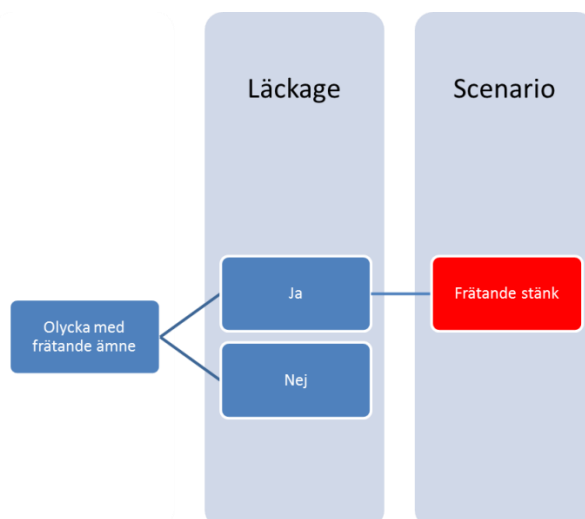 Läckage
Scenario
Ja
Frätande stänk
Olycka med
frätande ämne
Nej